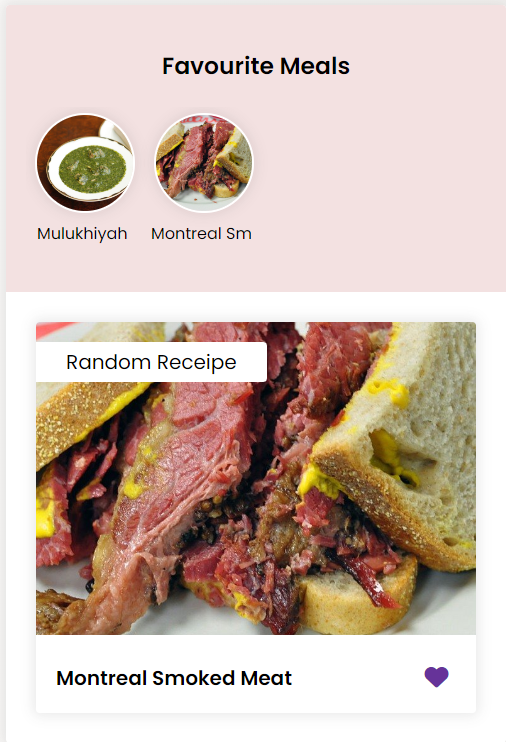 Favourite Meals
Mulukhiyah
Montreal Sm
Random Receipe
Montreal Smoked Meat